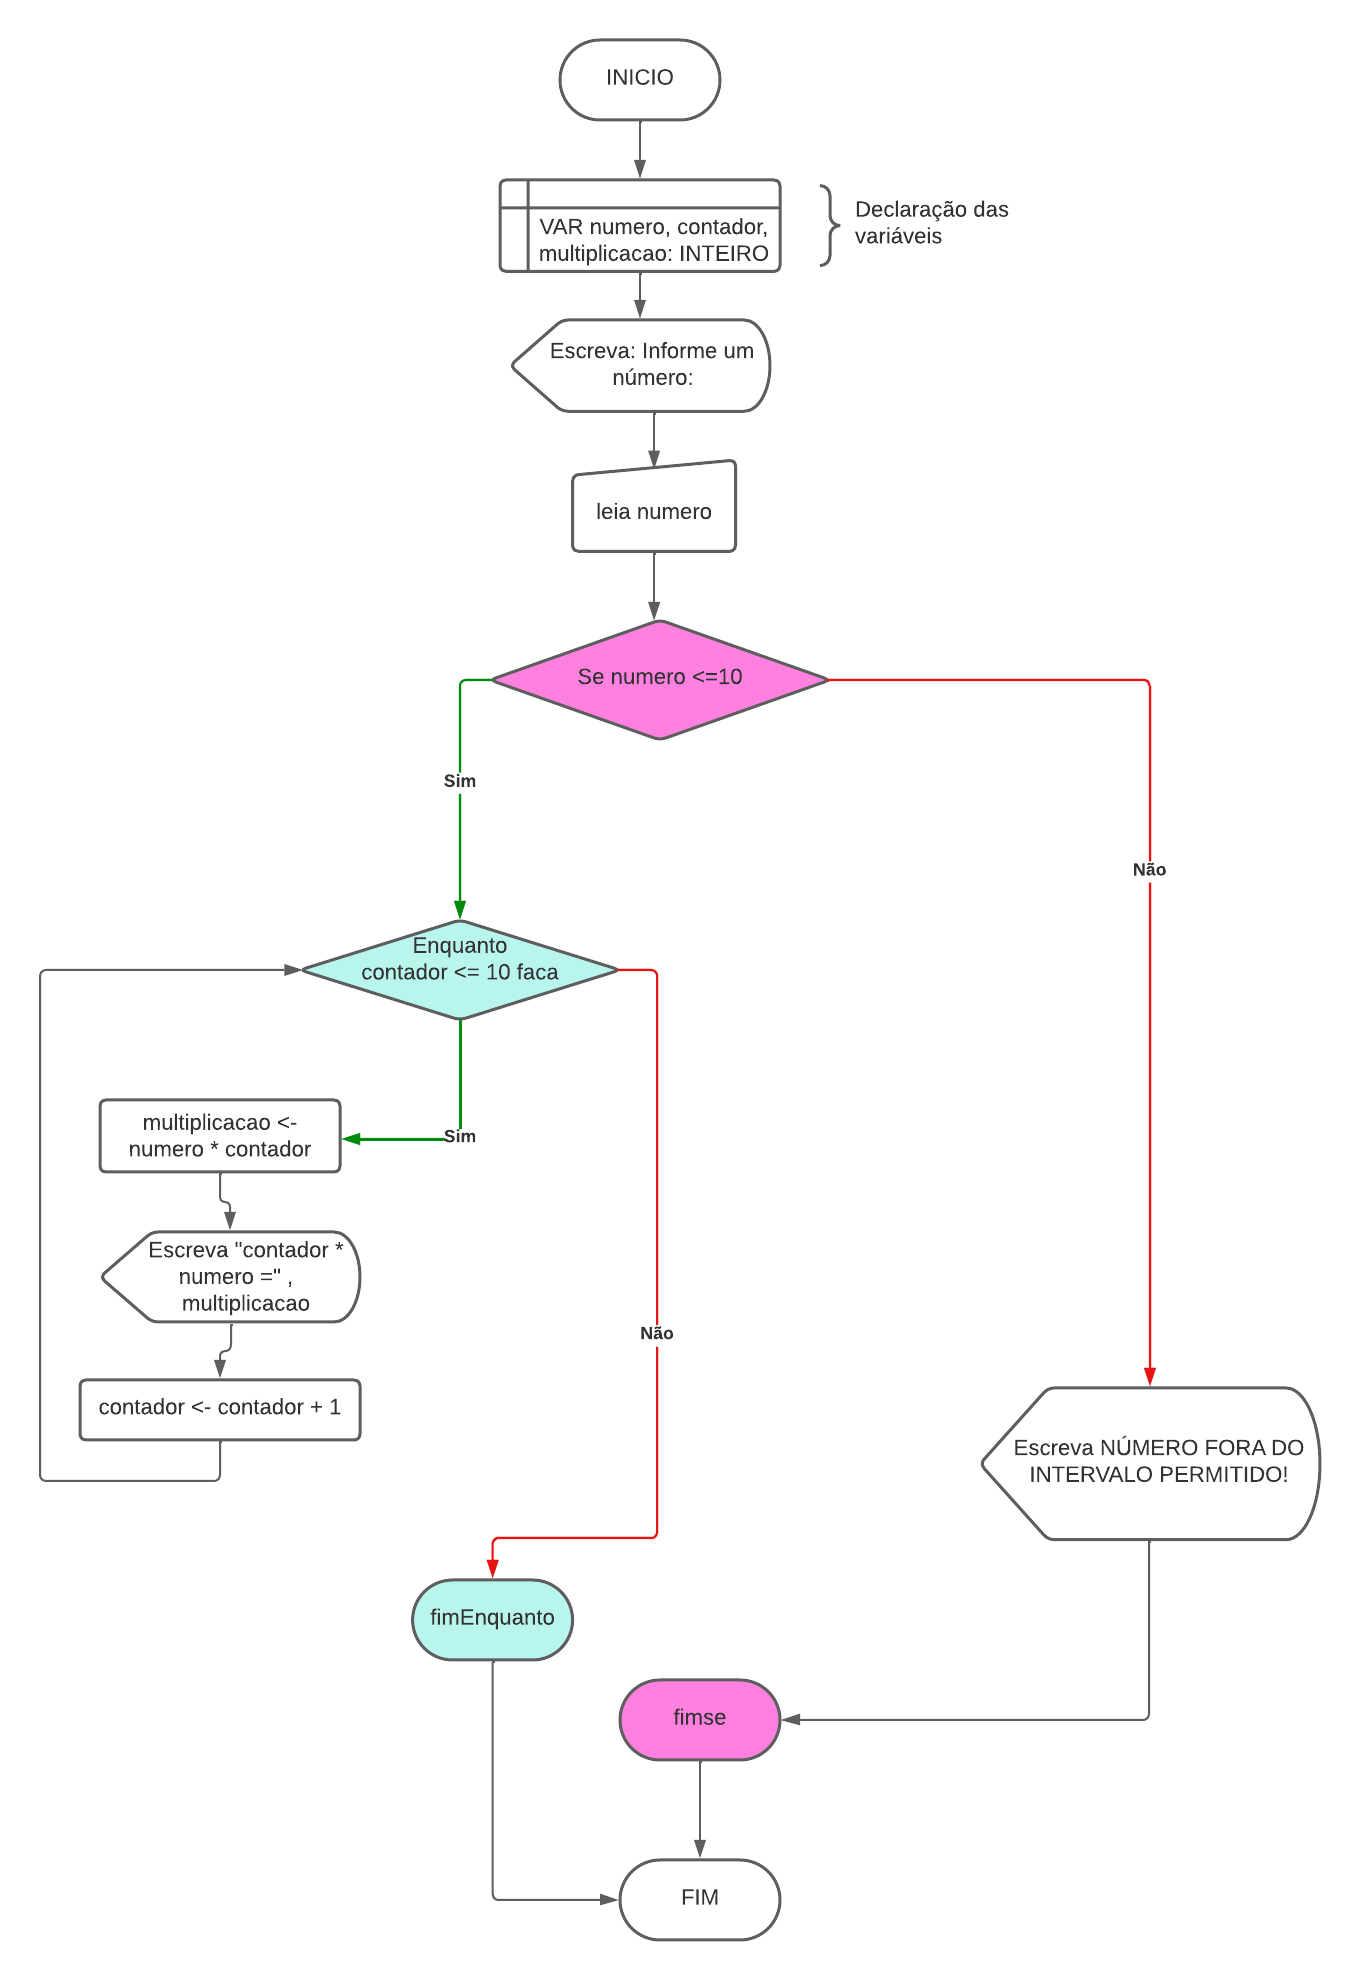 INICIO
VAR numero, contador,
multiplicacao: INTEIRO
Declaração das
variáveis
Escreva: Informe um
número:
leia numero
Se numero <=10
Sim
Não
Enquanto
contador <= 10 faca
Sim
multiplicacao <-
numero * contador
Escreva "contador *
numero =" ,
multiplicacao
Não
contador <- contador + 1
Escreva NÚMERO FORA DO
INTERVALO PERMITIDO!
fimEnquanto
fimse
FIM